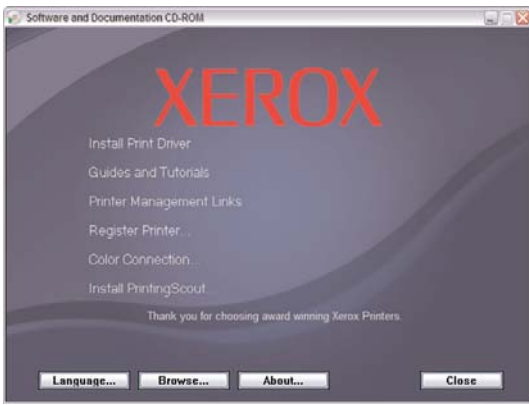 Software and Documentation CD-ROM
XEROX
Install Print Driver
Guides and Tutorials
Printer Management Links
Register Printer...
Color Connection...
Install PrintingScout...
Thank you for choosing award winning Xerox Printers.
Language... Browse... About... Close